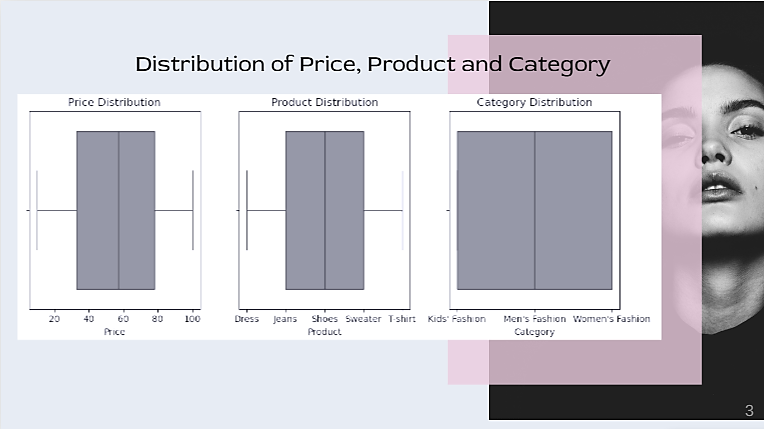 Distribution of Price, Product and Category
Price Distribution
20 40 60 80 100
Price
Product Distribution
Dress Jeans Shoes Sweater T-shirt
Product
Category Distribution
Kids' Fashion Men's Fashion Women's Fashion
Category
3